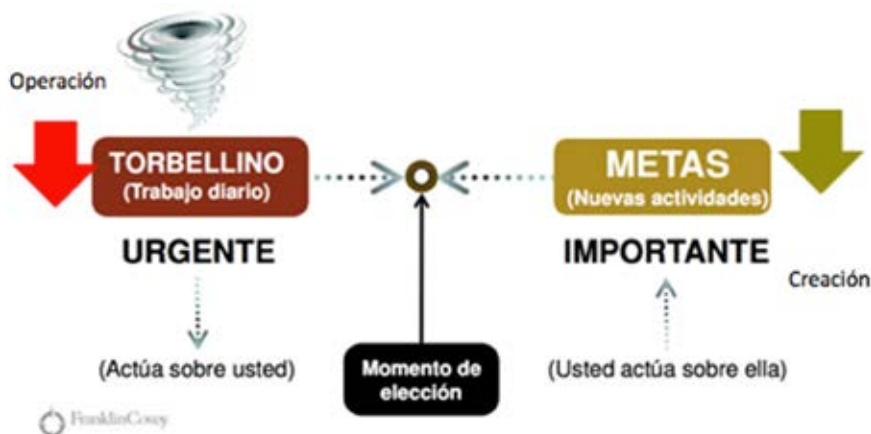 Operación
TORBELLINO
(Trabajo diario)
METAS
(Nuevas actividades)
URGENTE
IMPORTANTE
Creación
(Actúa sobre usted)
Momento de
elección
(Usted actúa sobre ella)
FranklinCovey